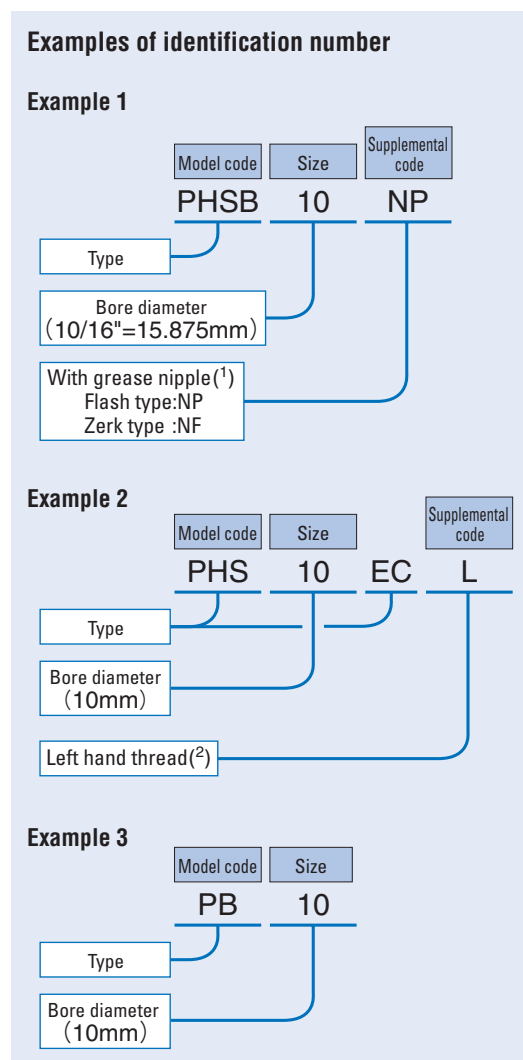 Examples of identification number
Example 1
Supplemental
code
Model code Size
PHSB 10 NP
Type
Bore diameter
（10/16"=15.875mm）
With grease nipple(¹)
Flash type:NP
Zerk type :NF
Example 2
Supplemental
code
Model code Size
PHS 10 EC L
Type
Bore diameter
（10mm）
Left hand thread(²)
Example 3
Model code Size
PB 10
Type
Bore diameter
（10mm）